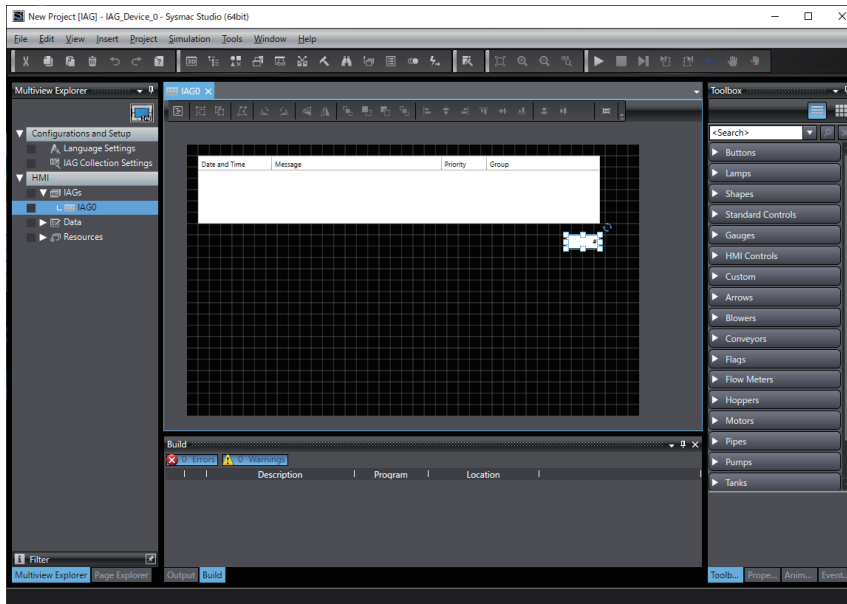 New Project [IAG] - IAG_Device_0 - Sysmac Studio (64bit)
File Edit View Insert Project Simulation Tools Window Help
Multiview Explorer
Configurations and Setup
Language Settings
IAG Collection Settings
HMI
IAGs
IAG0
Data
Resources
Filter
Multiview Explorer Page Explorer
IAG0
Date and Time Message Priority Group
#
Build
0 Errors 0 Warnings
Description Program Location
Output Build
Toolbox
<Search>
Buttons
Lamps
Shapes
Standard Controls
Gauges
HMI Controls
Custom
Arrows
Blowers
Conveyors
Flags
Flow Meters
Hoppers
Motors
Pipes
Pumps
Tanks
Toolb... Prope... Anim... Event...